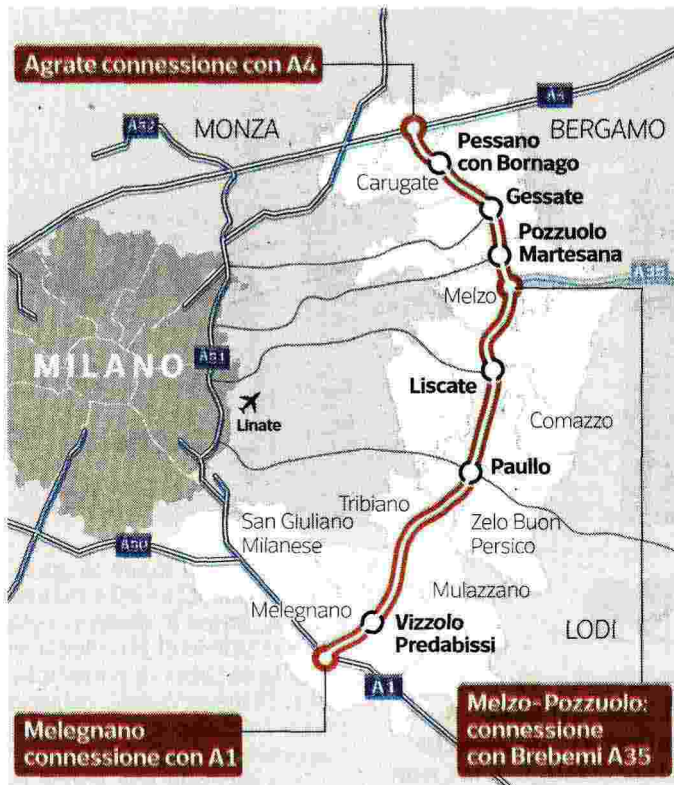 Agrate connessione con A4
A4
A52
MONZA
BERGAMO
Pessano
con Bornago
Carugate
Gessate
Pozzuolo
Martesana
A35
Melzo
MILANO
A51
Linate
Liscate
Comazzo
Paullo
Tribiano
San Giuliano
Milanese
Zelo Buon
Persico
A50
Mulazzano
Melegnano
Vizzolo
Predabissi
LODI
A1
Melegnano
connessione con A1
Melzo-Pozzuolo:
connessione
con Brebemi A35